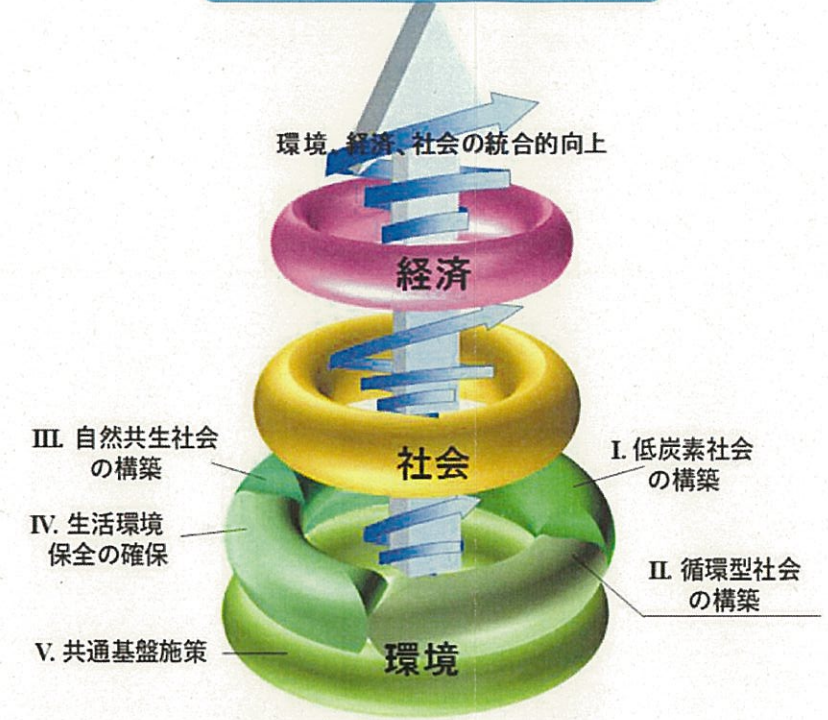 環境、経済、社会の統合的向上
経済
社会
III. 自然共生社会
の構築
I. 低炭素社会
の構築
IV. 生活環境
保全の確保
II. 循環型社会
の構築
V. 共通基盤施策
環境